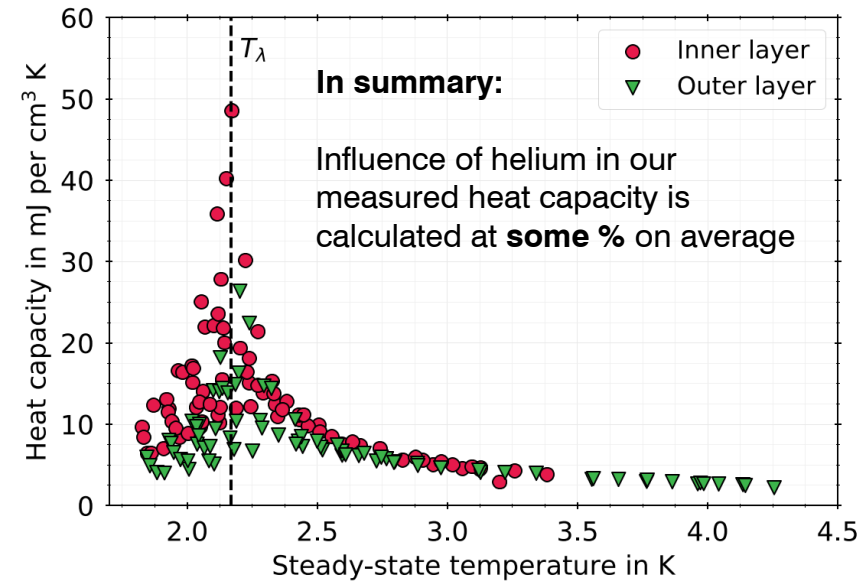 60
50
40
30
20
10
0
Heat capacity in mJ per cm³ K
T_λ
In summary:
Influence of helium in our
measured heat capacity is
calculated at some % on average
Inner layer
Outer layer
2.0 2.5 3.0 3.5 4.0 4.5
Steady-state temperature in K